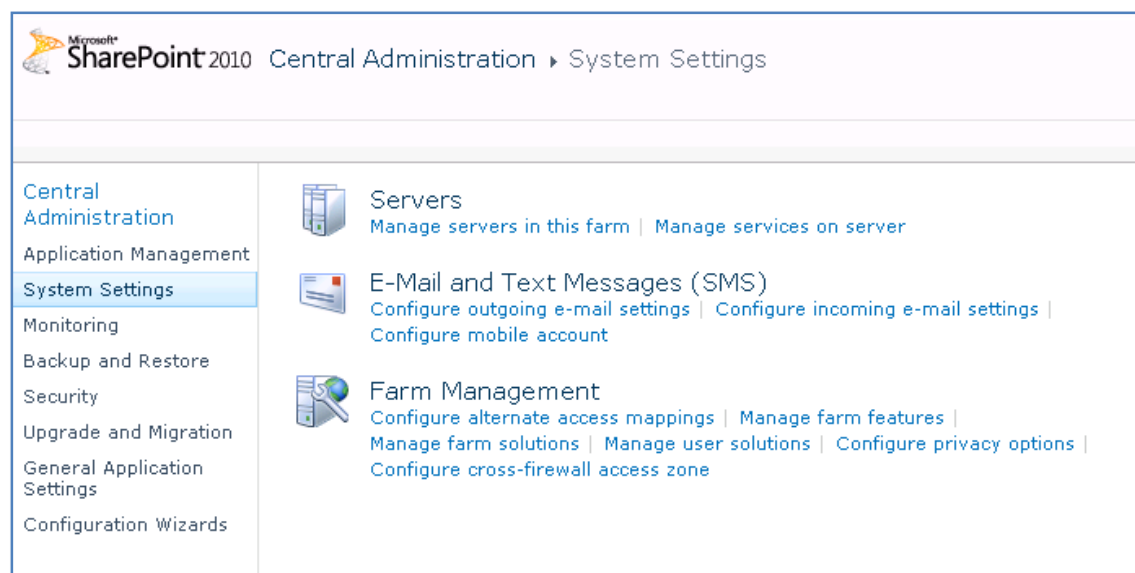 Microsoft®
SharePoint 2010 Central Administration ▸ System Settings
Central
Administration
Application Management
System Settings
Monitoring
Backup and Restore
Security
Upgrade and Migration
General Application
Settings
Configuration Wizards
Servers
Manage servers in this farm | Manage services on server
E-Mail and Text Messages (SMS)
Configure outgoing e-mail settings | Configure incoming e-mail settings |
Configure mobile account
Farm Management
Configure alternate access mappings | Manage farm features |
Manage farm solutions | Manage user solutions | Configure privacy options |
Configure cross-firewall access zone